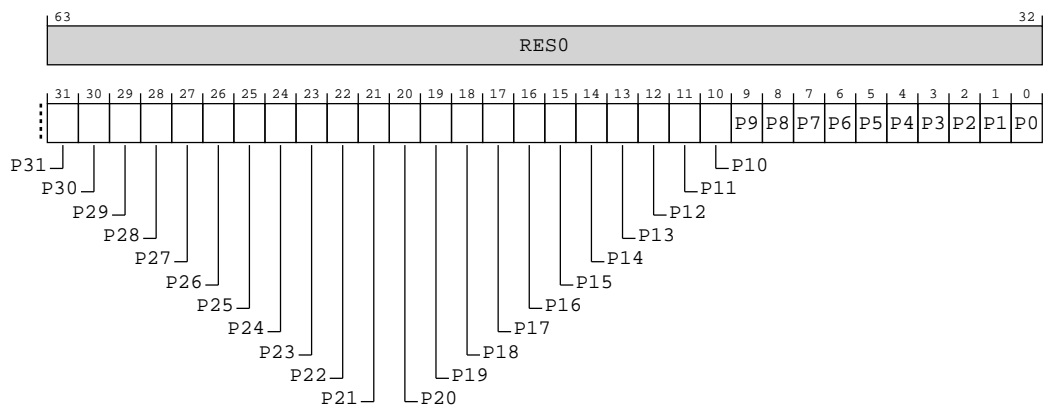 63 32
RES0
31 30 29 28 27 26 25 24 23 22 21 20 19 18 17 16 15 14 13 12 11 10 9 8 7 6 5 4 3 2 1 0
P9 P8 P7 P6 P5 P4 P3 P2 P1 P0
P31 P10
P30 P11
P29 P12
P28 P13
P27 P14
P26 P15
P25 P16
P24 P17
P23 P18
P22 P19
P21 P20